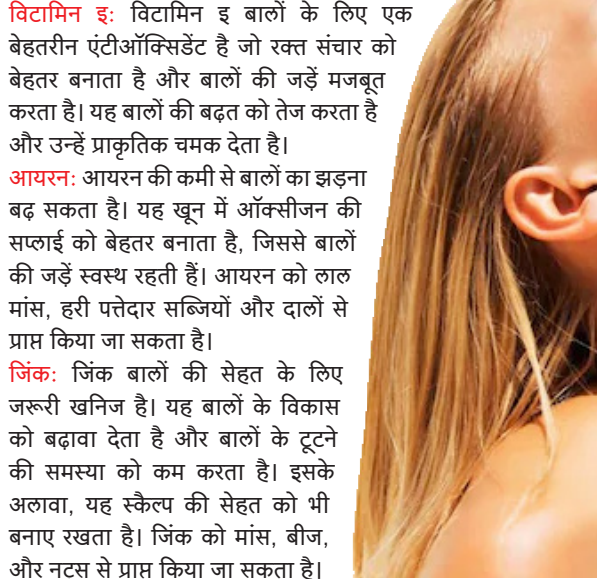 विटामिन इ: विटामिन इ बालों के लिए एक
बेहतरीन एंटीऑक्सिडेंट है जो रक्त संचार को
बेहतर बनाता है और बालों की जड़ें मजबूत
करता है। यह बालों की बढ़त को तेज करता है
और उन्हें प्राकृतिक चमक देता है।
आयरन: आयरन की कमी से बालों का झड़ना
बढ़ सकता है। यह खून में ऑक्सीजन की
सप्लाई को बेहतर बनाता है, जिससे बालों
की जड़ें स्वस्थ रहती हैं। आयरन को लाल
मांस, हरी पत्तेदार सब्जियों और दालों से
प्राप्त किया जा सकता है।
जिंक: जिंक बालों की सेहत के लिए
जरूरी खनिज है। यह बालों के विकास
को बढ़ावा देता है और बालों के टूटने
की समस्या को कम करता है। इसके
अलावा, यह स्कैल्प की सेहत को भी
बनाए रखता है। जिंक को मांस, बीज,
और नट्स से प्राप्त किया जा सकता है।